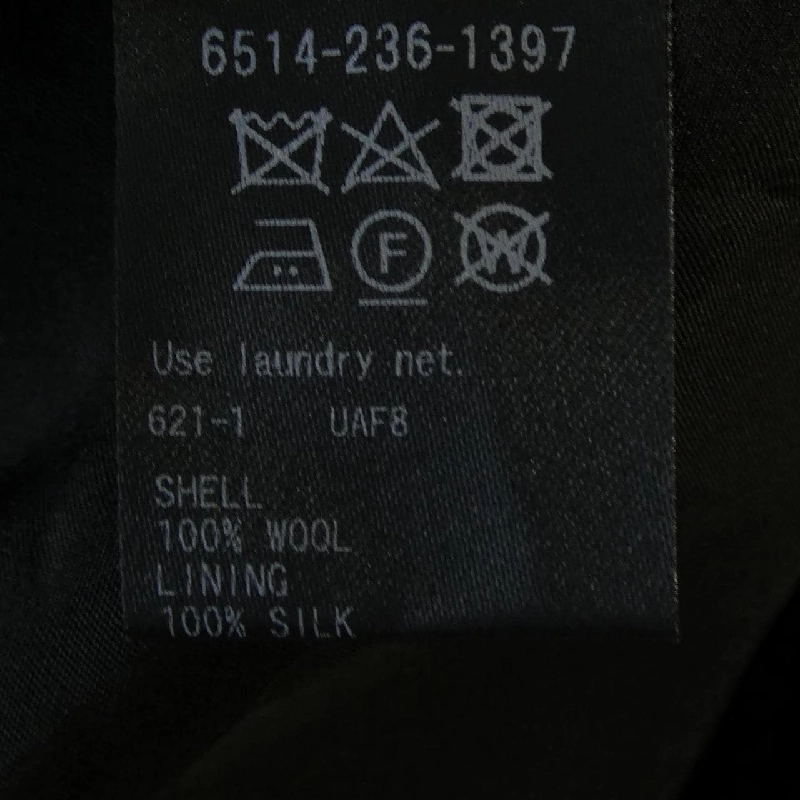 6514-236-1397
F W
Use laundry net.
621-1 UAF8
SHELL
100% WOOL
LINING
100% SILK